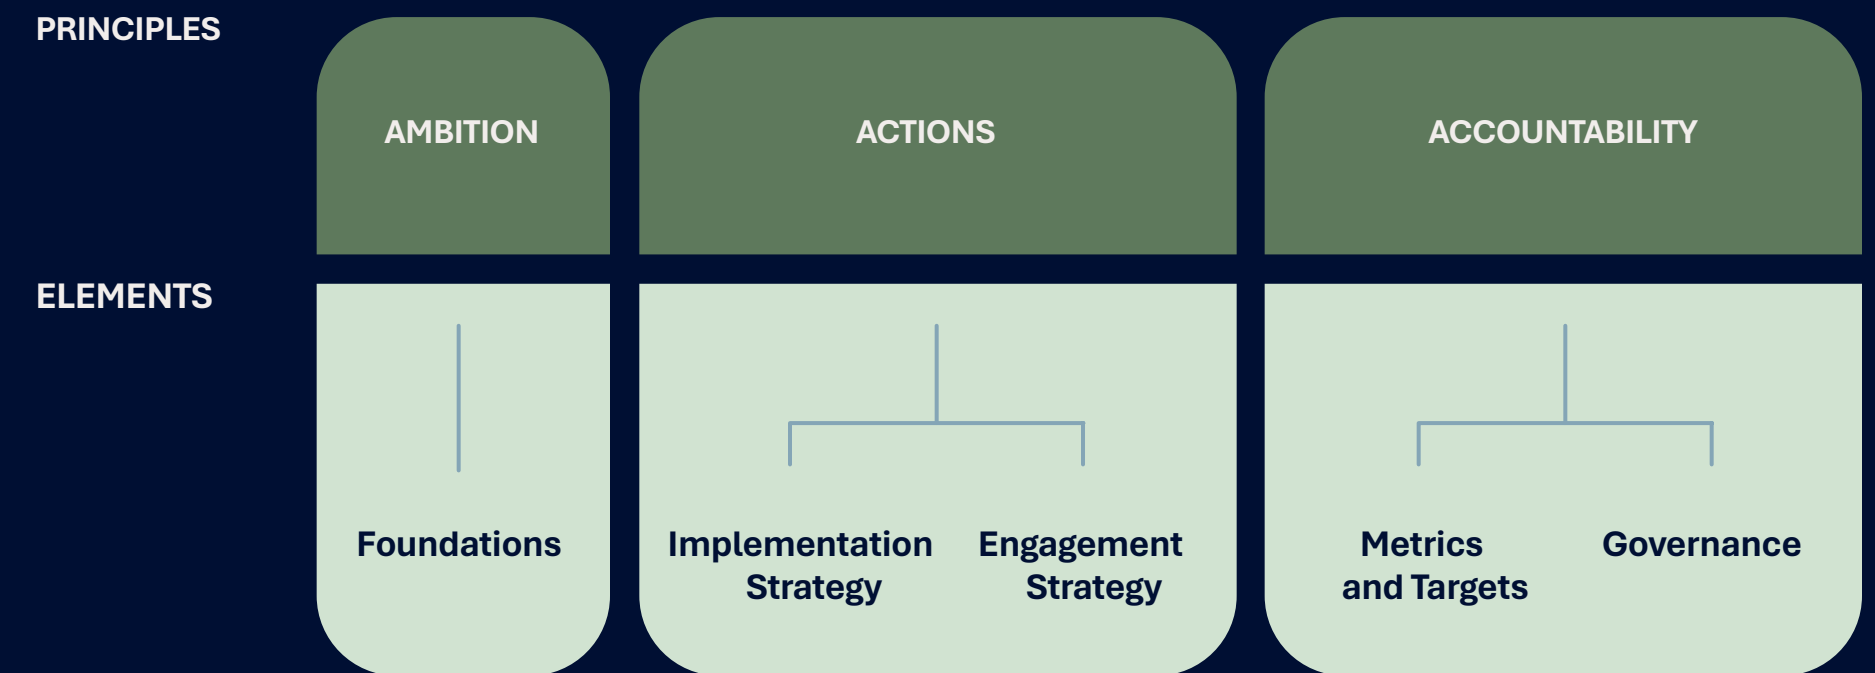 PRINCIPLES
AMBITION
ACTIONS
ACCOUNTABILITY
ELEMENTS
Foundations
Implementation
Strategy
Engagement
Strategy
Metrics
and Targets
Governance